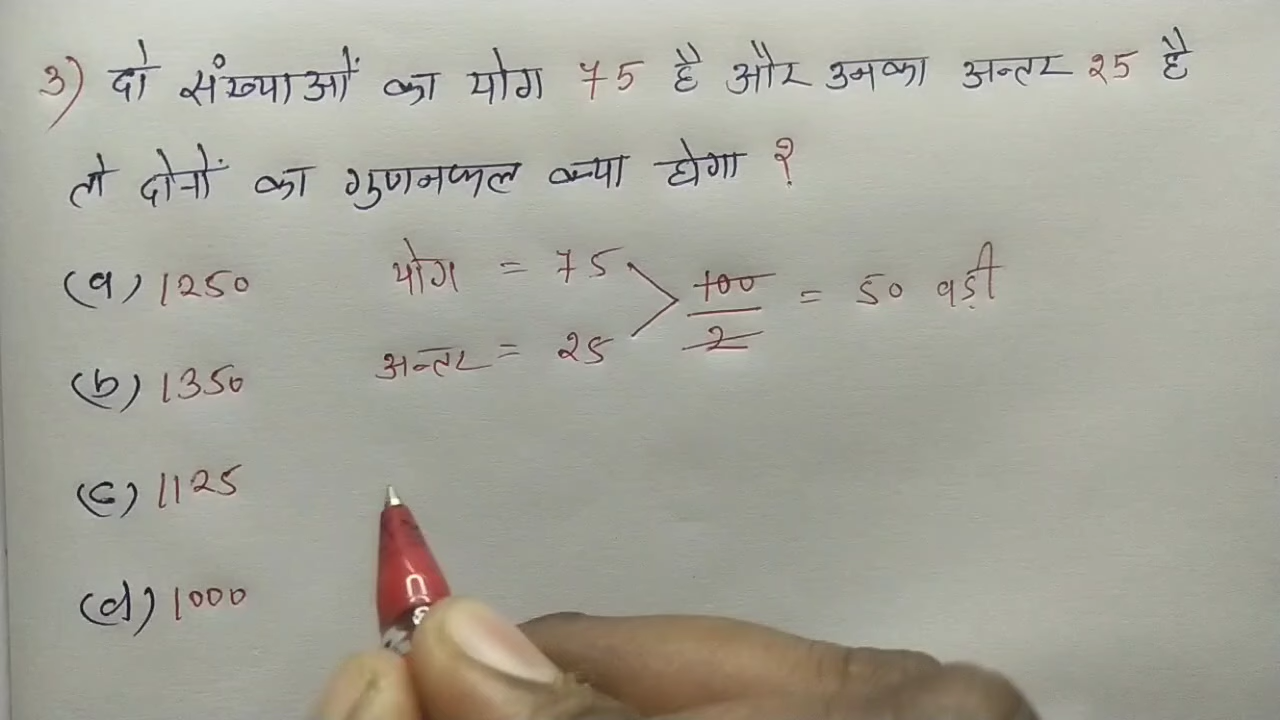 3) दो संख्याओं का योग 75 है और उनका अन्तर 25 है
तो दोनों का गुणनफल क्या होगा ?
(a) 1250
योग = 75
100/2 = 50 बड़ी
अन्तर = 25
(b) 1350
(c) 1125
(d) 1000